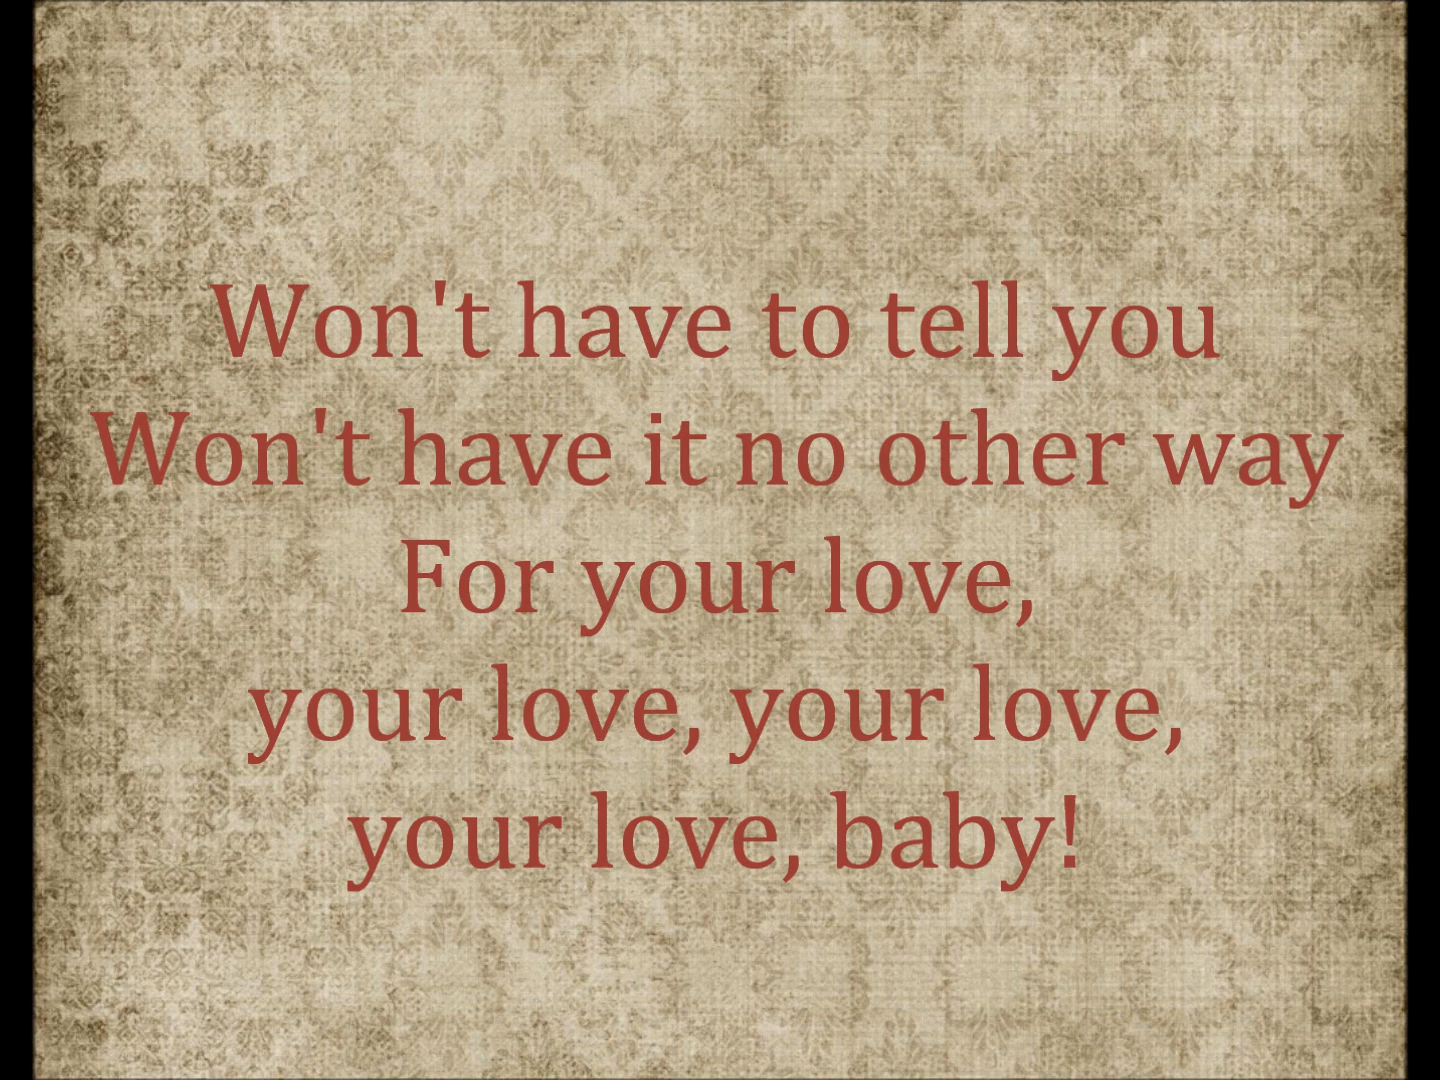 Won't have to tell you
Won't have it no other way
For your love,
your love, your love,
your love, baby!